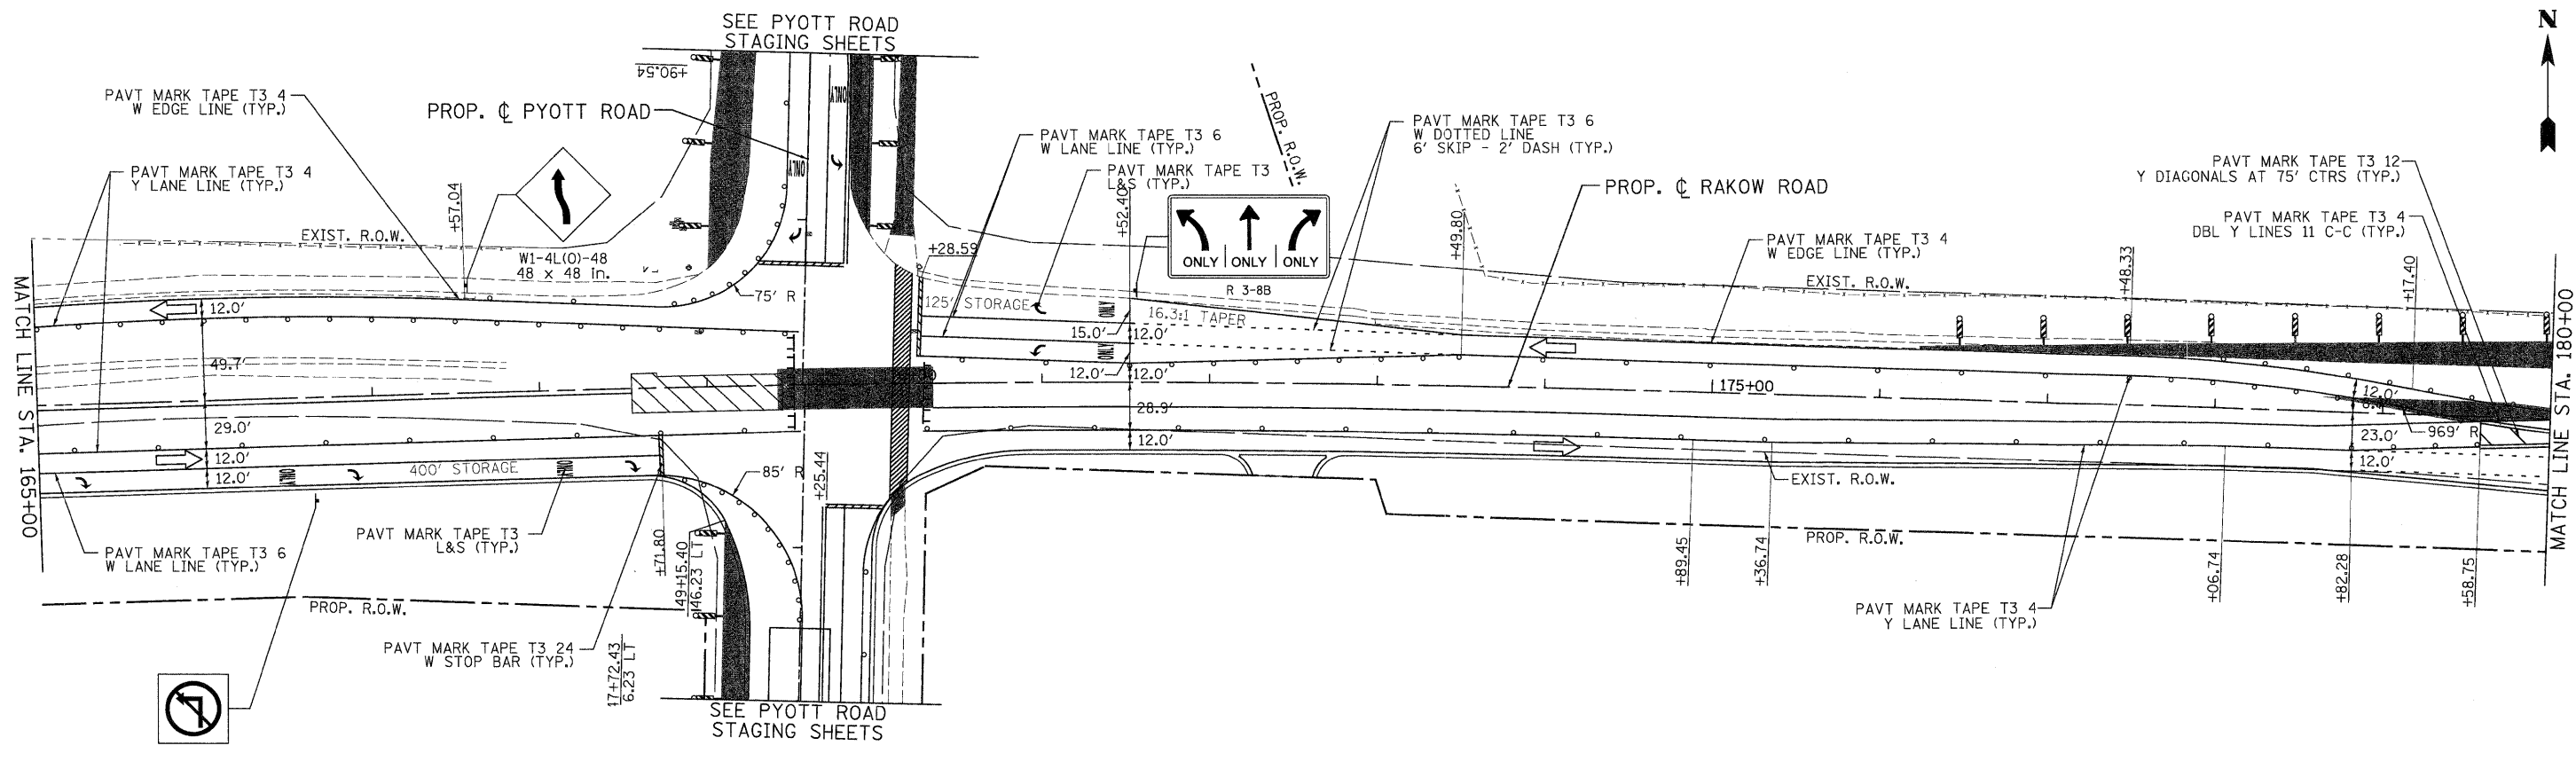 SEE PYOTT ROAD
STAGING SHEETS
N
+90.54
PAVT MARK TAPE T3 4
W EDGE LINE (TYP.)
PROP. ℄ PYOTT ROAD
ONLY
ONLY
PROP. R.O.W.
PAVT MARK TAPE T3 6
W LANE LINE (TYP.)
PAVT MARK TAPE T3 6
W DOTTED LINE
6' SKIP - 2' DASH (TYP.)
PAVT MARK TAPE T3 4
Y LANE LINE (TYP.)
PAVT MARK TAPE T3
L&S (TYP.)
PROP. ℄ RAKOW ROAD
PAVT MARK TAPE T3 12
Y DIAGONALS AT 75' CTRS (TYP.)
PAVT MARK TAPE T3 4
DBL Y LINES 11 C-C (TYP.)
+57.04
+52.40
+49.80
EXIST. R.O.W.
W1-4L(O)-48
48 x 48 in.
+28.59
ONLY ONLY ONLY
R 3-8B
PAVT MARK TAPE T3 4
W EDGE LINE (TYP.)
EXIST. R.O.W.
+48.33
+17.40
MATCH LINE STA. 165+00
MATCH LINE STA. 180+00
12.0'
75' R
125' STORAGE
ONLY
16.3:1 TAPER
15.0'
12.0'
ONLY
12.0'
12.0'
49.7'
175+00
28.9'
12.0'
29.0'
12.0'
12.0'
ONLY
400' STORAGE
ONLY
85' R
+25.44
12.0'
969' R
23.0'
12.0'
EXIST. R.O.W.
PAVT MARK TAPE T3
L&S (TYP.)
PAVT MARK TAPE T3 6
W LANE LINE (TYP.)
+71.80
49+15.40
46.23 LT
PROP. R.O.W.
+89.45
+36.74
+06.74
+82.28
+58.75
PROP. R.O.W.
PAVT MARK TAPE T3 4
Y LANE LINE (TYP.)
PAVT MARK TAPE T3 24
W STOP BAR (TYP.)
17+72.43
6.23 LT
SEE PYOTT ROAD
STAGING SHEETS